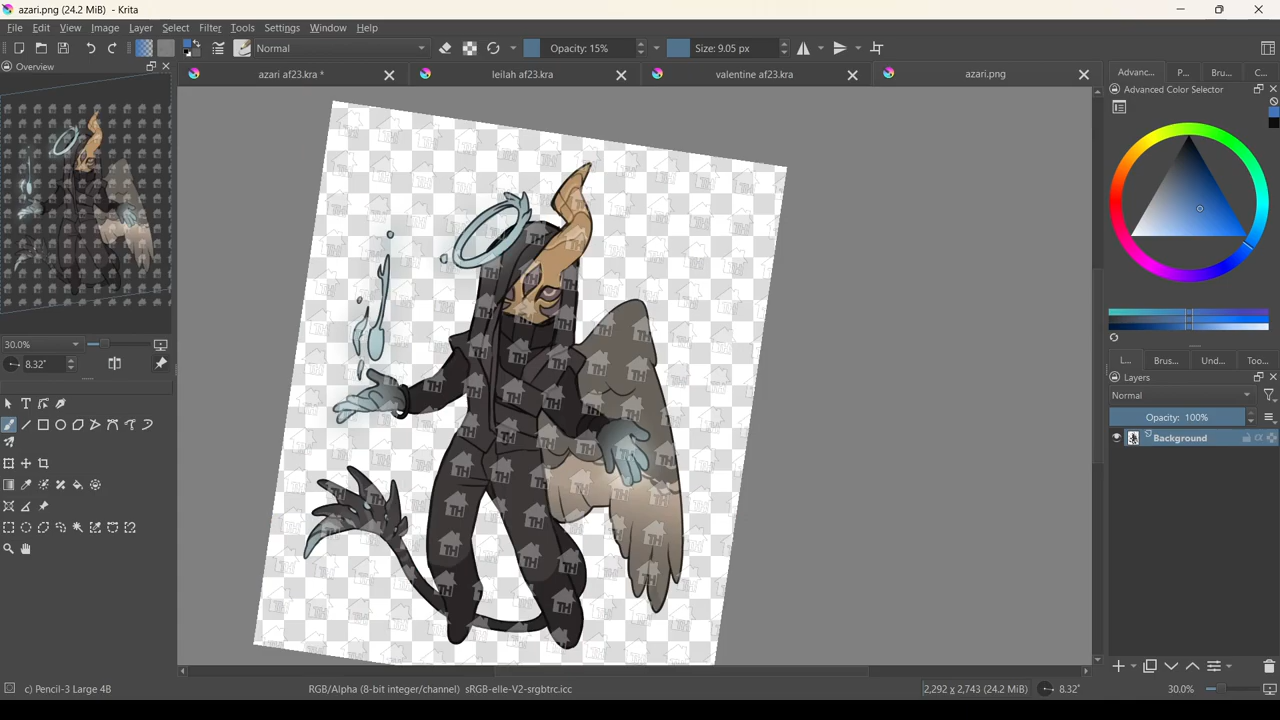 azari.png (24.2 MiB) - Krita
File Edit View Image Layer Select Filter Tools Settings Window Help
Normal Opacity: 15% Size: 9.05 px
Overview azari af23.kra * leilah af23.kra valentine af23.kra azari.png Advanc... P... Bru... C...
Advanced Color Selector
30.0%
8.32°
L... Brus... Und... Too...
Layers
Normal
Opacity: 100%
Background
TH
c) Pencil-3 Large 4B RGB/Alpha (8-bit integer/channel) sRGB-elle-V2-srgbtrc.icc 2,292 x 2,743 (24.2 MiB) 8.32° 30.0%